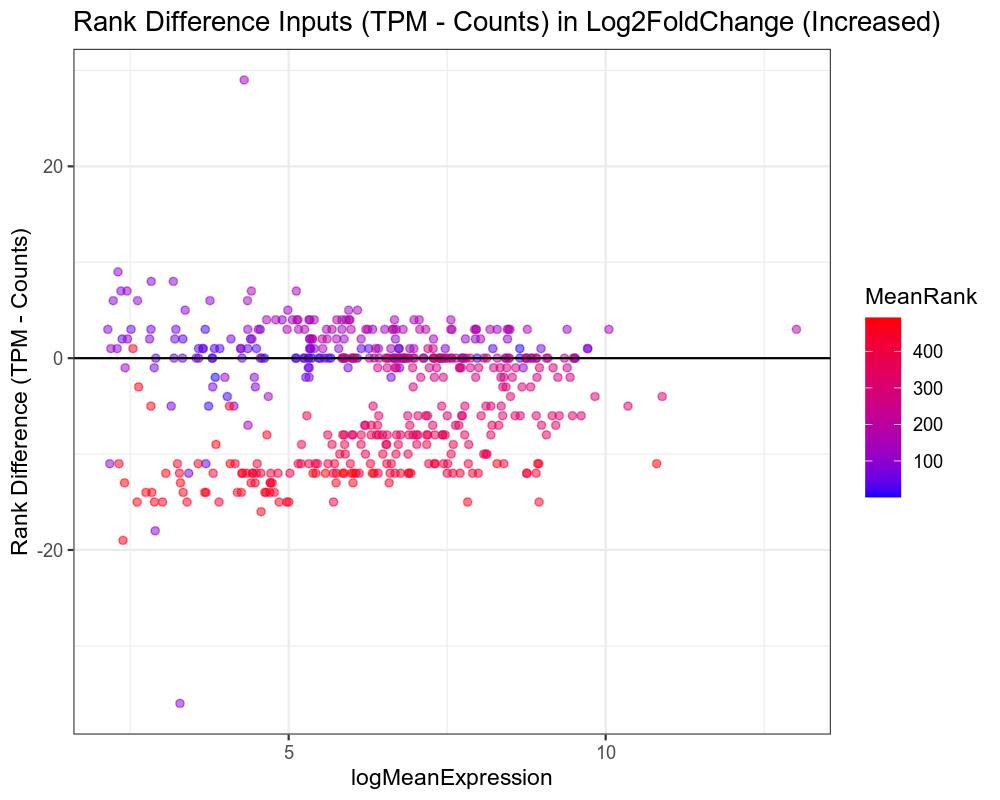 Rank Difference Inputs (TPM - Counts) in Log2FoldChange (Increased)
Rank Difference (TPM - Counts)
20
0
-20
5
10
logMeanExpression
MeanRank
400
300
200
100